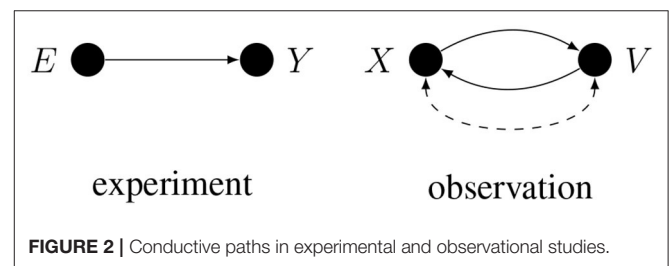 E Y X V
experiment observation
FIGURE 2 | Conductive paths in experimental and observational studies.